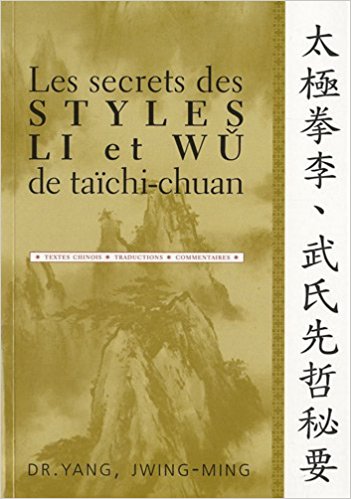 Les secrets des
STYLES
LI et WǓ
de taïchi-chuan
• TEXTES CHINOIS • TRADUCTIONS • COMMENTAIRES •
DR. YANG, JWING-MING
太極拳李、武氏先哲秘要